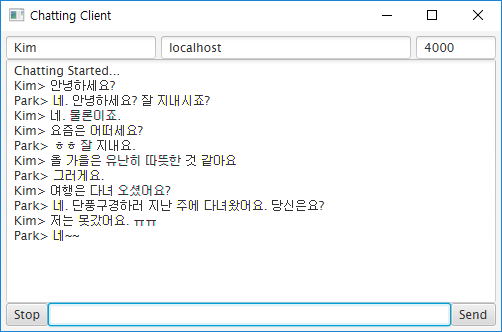 Chatting Client
Kim localhost 4000
Chatting Started...
Kim> 안녕하세요?
Park> 네. 안녕하세요? 잘 지내시죠?
Kim> 네. 물론이죠.
Kim> 요즘은 어떠세요?
Park> ㅎㅎ 잘 지내요.
Kim> 올 가을은 유난히 따뜻한 것 같아요
Park> 그러게요.
Kim> 여행은 다녀 오셨어요?
Park> 네. 단풍구경하러 지난 주에 다녀왔어요. 당신은요?
Kim> 저는 못갔어요. ㅠㅠ
Park> 네~~
Stop Send